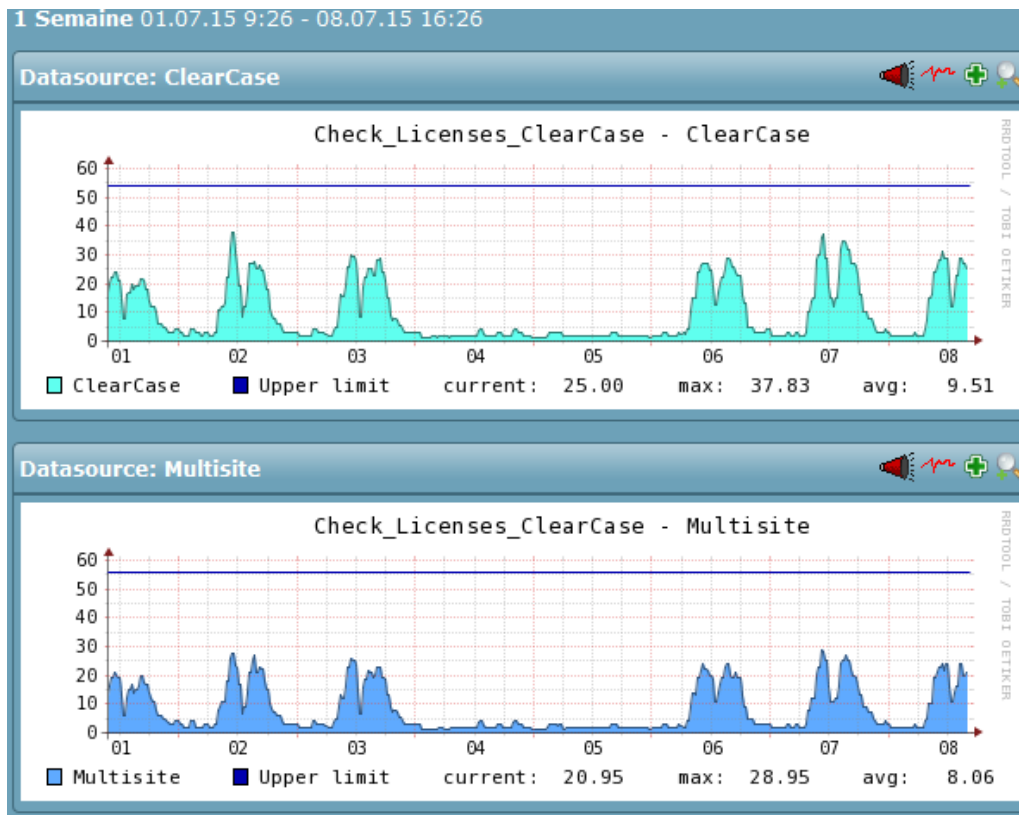 1 Semaine 01.07.15 9:26 - 08.07.15 16:26
Datasource: ClearCase
Check_Licenses_ClearCase - ClearCase
RRDTOOL / TOBI OETIKER
60
50
40
30
20
10
0
01 02 03 04 05 06 07 08
ClearCase Upper limit current: 25.00 max: 37.83 avg: 9.51
Datasource: Multisite
Check_Licenses_ClearCase - Multisite
RRDTOOL / TOBI OETIKER
60
50
40
30
20
10
0
01 02 03 04 05 06 07 08
Multisite Upper limit current: 20.95 max: 28.95 avg: 8.06